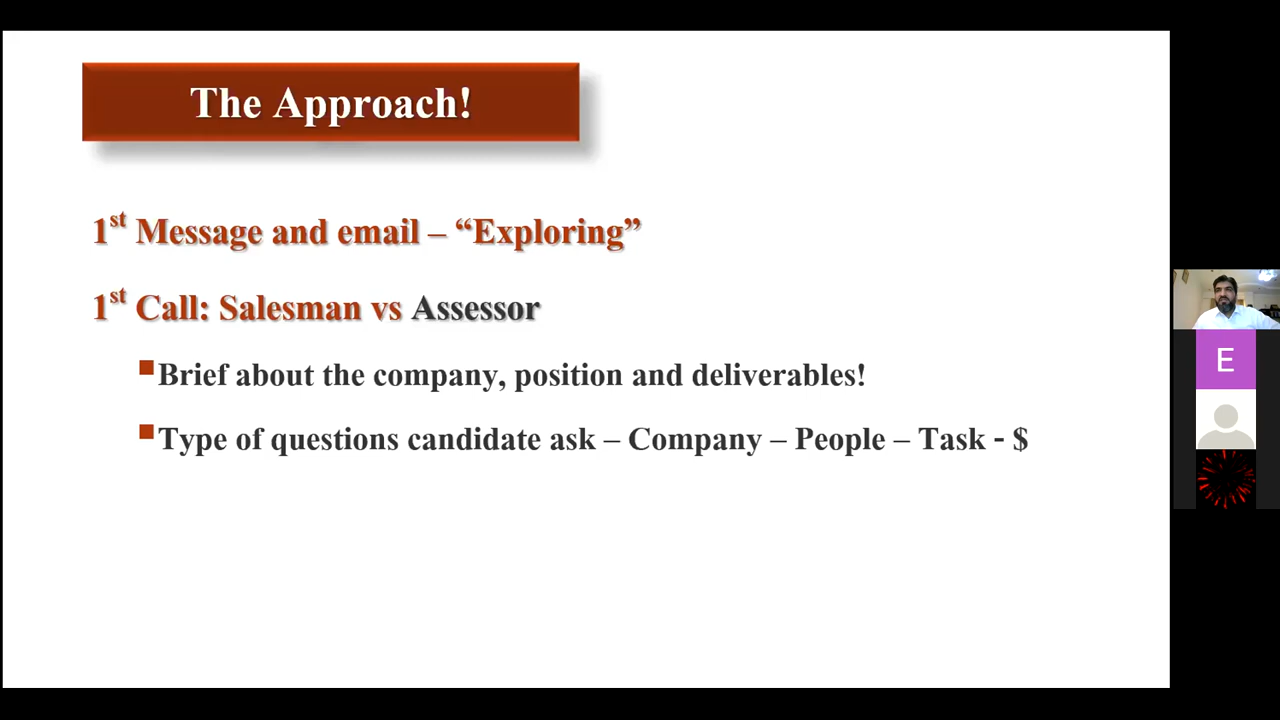 The Approach!
1st Message and email – “Exploring”
1st Call: Salesman vs Assessor
Brief about the company, position and deliverables!
Type of questions candidate ask – Company – People – Task - $
E